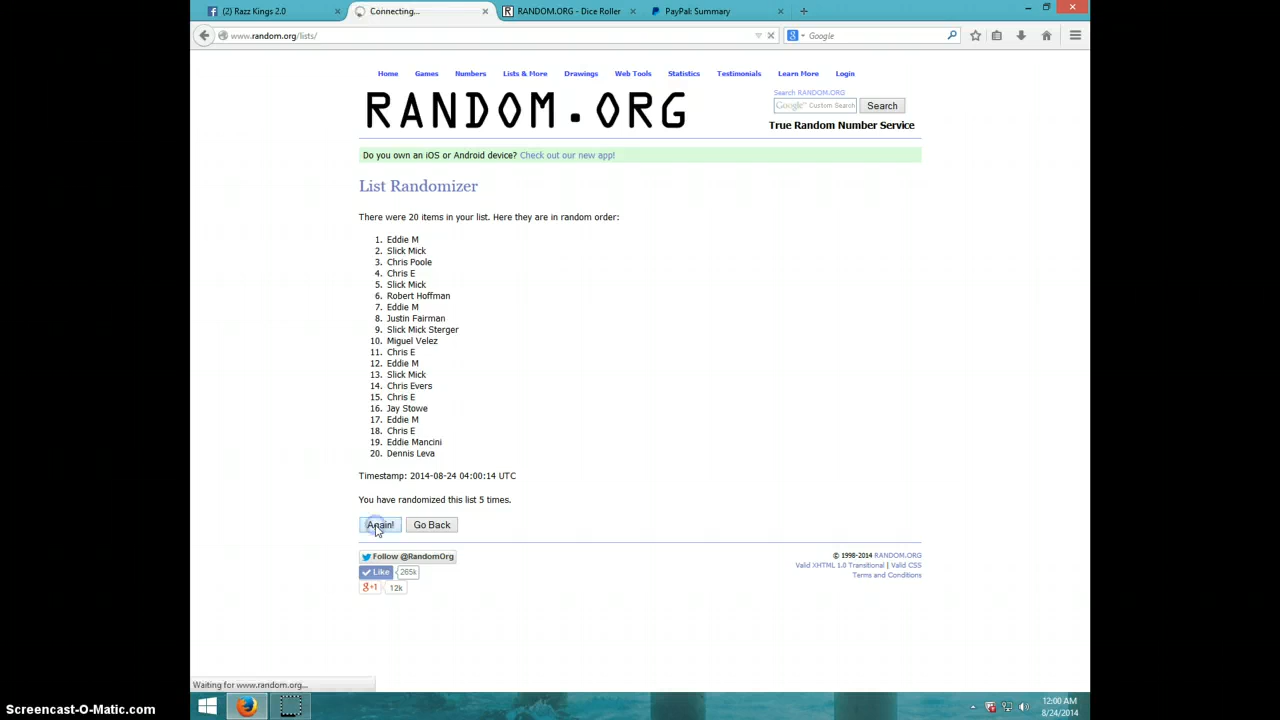 (2) Razz Kings 2.0
Connecting...
RANDOM.ORG - Dice Roller
PayPal: Summary
www.random.org/lists/
Google
Home Games Numbers Lists & More Drawings Web Tools Statistics Testimonials Learn More Login
RANDOM.ORG
Search RANDOM.ORG
Google™ Custom Search Search
True Random Number Service
Do you own an iOS or Android device? Check out our new app!
List Randomizer
There were 20 items in your list. Here they are in random order:
1. Eddie M
2. Slick Mick
3. Chris Poole
4. Chris E
5. Slick Mick
6. Robert Hoffman
7. Eddie M
8. Justin Fairman
9. Slick Mick Sterger
10. Miguel Velez
11. Chris E
12. Eddie M
13. Slick Mick
14. Chris Evers
15. Chris E
16. Jay Stowe
17. Eddie M
18. Chris E
19. Eddie Mancini
20. Dennis Leva
Timestamp: 2014-08-24 04:00:14 UTC
You have randomized this list 5 times.
Again! Go Back
Follow @RandomOrg
Like 265k
+1 12k
© 1998-2014 RANDOM.ORG
Valid XHTML 1.0 Transitional | Valid CSS
Terms and Conditions
Waiting for www.random.org...
12:00 AM
8/24/2014
Screencast-O-Matic.com